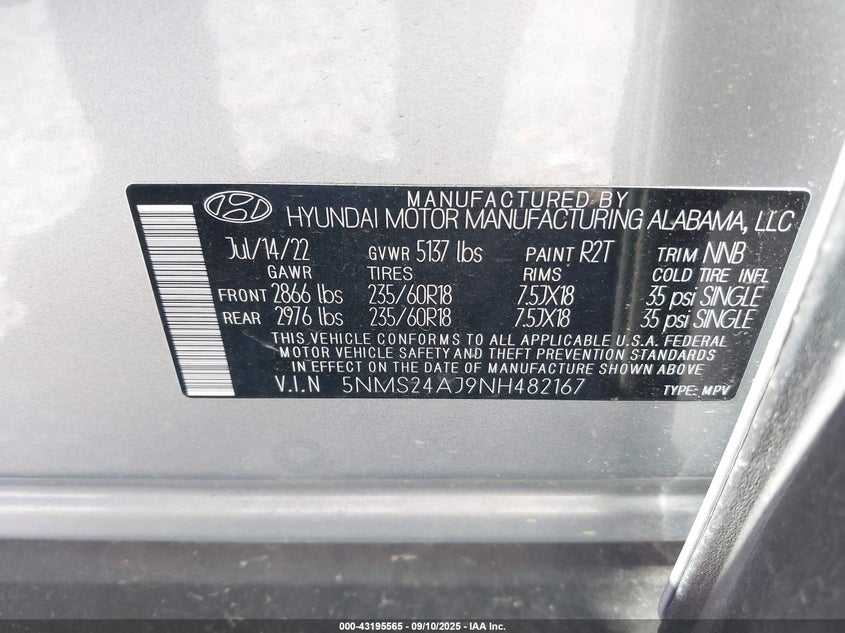 MANUFACTURED BY
HYUNDAI MOTOR MANUFACTURING ALABAMA, LLC
Jul/14/22 GVWR 5137 lbs PAINT R2T TRIM NNB
GAWR TIRES RIMS COLD TIRE INFL
FRONT 2866 lbs 235/60R18 7.5JX18 35 psi SINGLE
REAR 2976 lbs 235/60R18 7.5JX18 35 psi SINGLE
THIS VEHICLE CONFORMS TO ALL APPLICABLE U.S.A. FEDERAL
MOTOR VEHICLE SAFETY AND THEFT PREVENTION STANDARDS
IN EFFECT ON THE DATE OF MANUFACTURE SHOWN ABOVE
V.I.N 5NMS24AJ9NH482167 TYPE: MPV
000-43195565 - 09/10/2025 - IAA Inc.